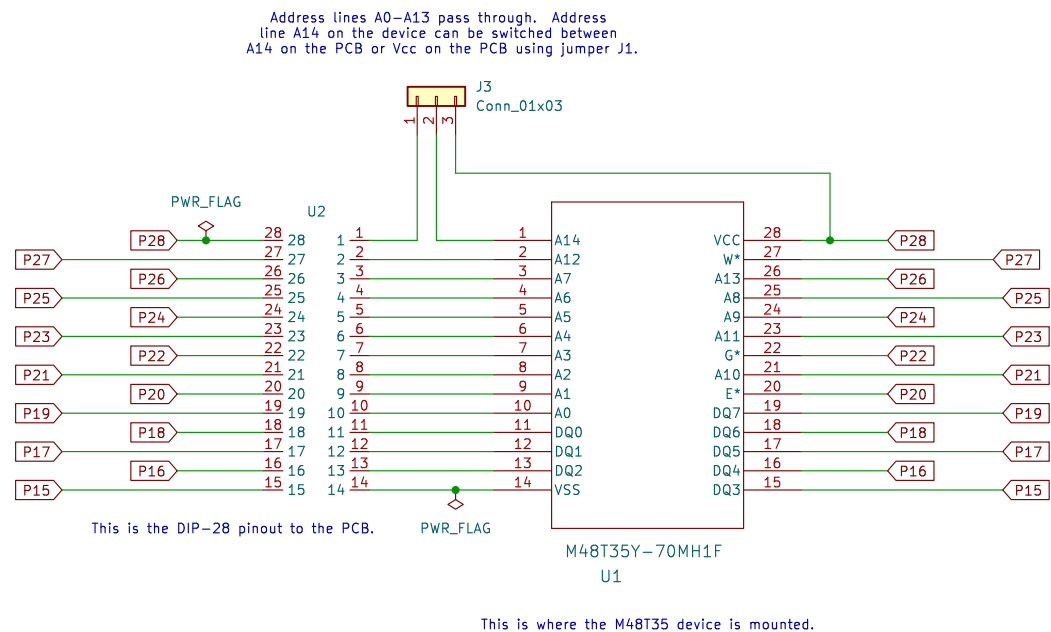 Address lines A0-A13 pass through.  Address
line A14 on the device can be switched between
A14 on the PCB or Vcc on the PCB using jumper J1.
J3
Conn_01x03
1 2 3
PWR_FLAG
U2
P28 28 28 1 1 1 A14 VCC 28 P28
P27 27 27 2 2 2 A12 W* 27 P27
P26 26 26 3 3 3 A7 A13 26 P26
P25 25 25 4 4 4 A6 A8 25 P25
P24 24 24 5 5 5 A5 A9 24 P24
P23 23 23 6 6 6 A4 A11 23 P23
P22 22 22 7 7 7 A3 G* 22 P22
P21 21 21 8 8 8 A2 A10 21 P21
P20 20 20 9 9 9 A1 E* 20 P20
P19 19 19 10 10 10 A0 DQ7 19 P19
P18 18 18 11 11 11 DQ0 DQ6 18 P18
P17 17 17 12 12 12 DQ1 DQ5 17 P17
P16 16 16 13 13 13 DQ2 DQ4 16 P16
P15 15 15 14 14 14 VSS DQ3 15 P15
This is the DIP-28 pinout to the PCB.
PWR_FLAG
M48T35Y-70MH1F
U1
This is where the M48T35 device is mounted.